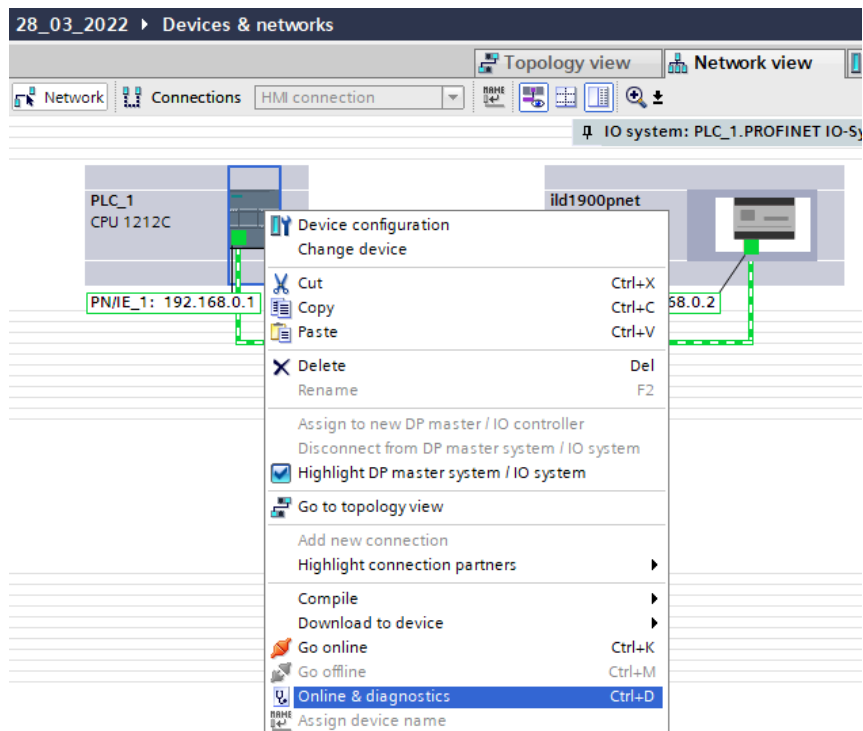 28_03_2022 ▸ Devices & networks
Topology view
Network view
Network
Connections
HMI connection
NAME
IO system: PLC_1.PROFINET IO-Sy
PLC_1
CPU 1212C
ild1900pnet
PN/IE_1: 192.168.0.1
68.0.2
Device configuration
Change device
Cut Ctrl+X
Copy Ctrl+C
Paste Ctrl+V
Delete Del
Rename F2
Assign to new DP master / IO controller
Disconnect from DP master system / IO system
Highlight DP master system / IO system
Go to topology view
Add new connection
Highlight connection partners
Compile
Download to device
Go online Ctrl+K
Go offline Ctrl+M
Online & diagnostics Ctrl+D
NAME
Assign device name